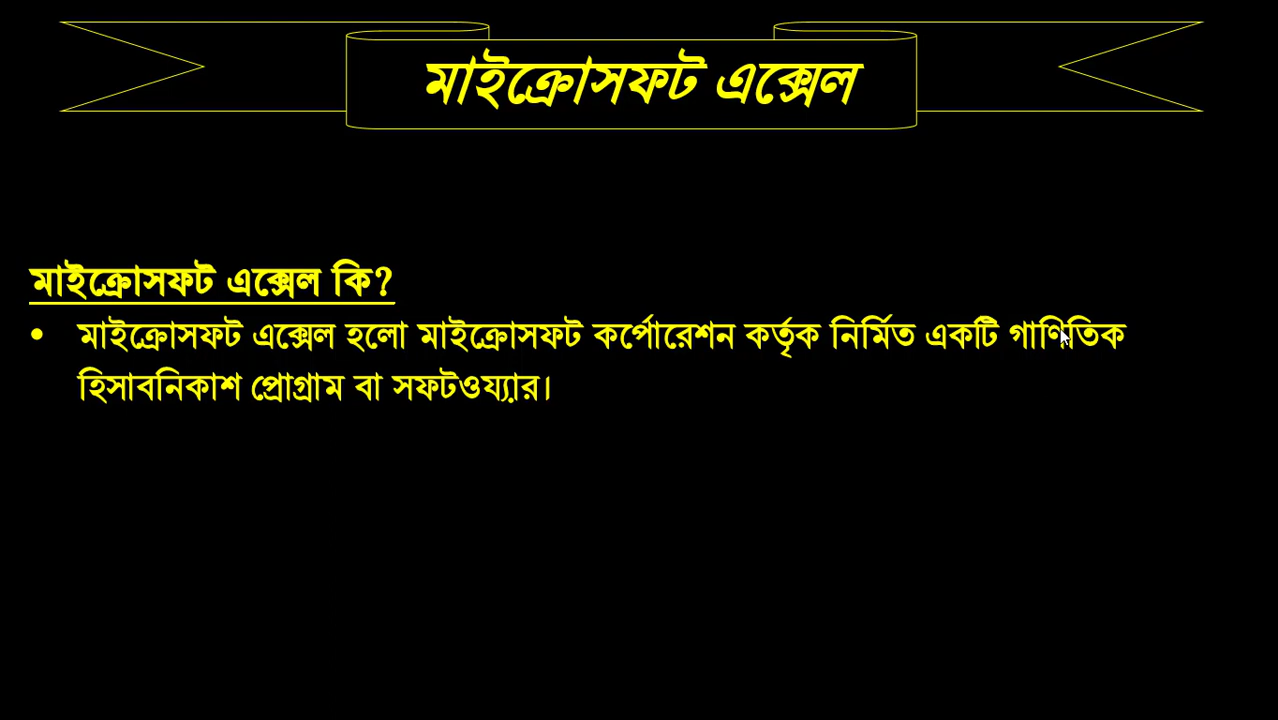 মাইক্রোসফট এক্সেল
মাইক্রোসফট এক্সেল কি?
• মাইক্রোসফট এক্সেল হলো মাইক্রোসফট কর্পোরেশন কর্তৃক নির্মিত একটি গাণিতিক
হিসাবনিকাশ প্রোগ্রাম বা সফটওয়্যার।